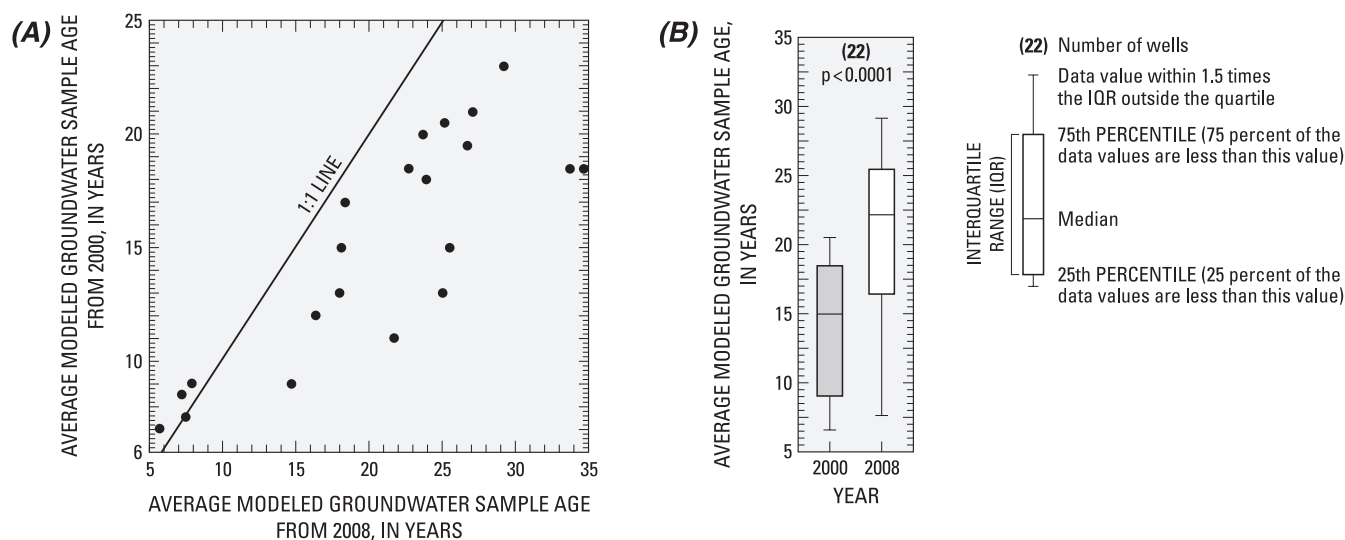 (A)
AVERAGE MODELED GROUNDWATER SAMPLE AGE
FROM 2000, IN YEARS
25
20
15
10
6
1:1 LINE
5 10 15 20 25 30 35
AVERAGE MODELED GROUNDWATER SAMPLE AGE
FROM 2008, IN YEARS
(B)
AVERAGE MODELED GROUNDWATER SAMPLE AGE,
IN YEARS
35
30
25
20
15
10
5
(22)
p<0.0001
2000 2008
YEAR
(22) Number of wells
Data value within 1.5 times
the IQR outside the quartile
75th PERCENTILE (75 percent of the
data values are less than this value)
INTERQUARTILE
RANGE (IQR)
Median
25th PERCENTILE (25 percent of the
data values are less than this value)